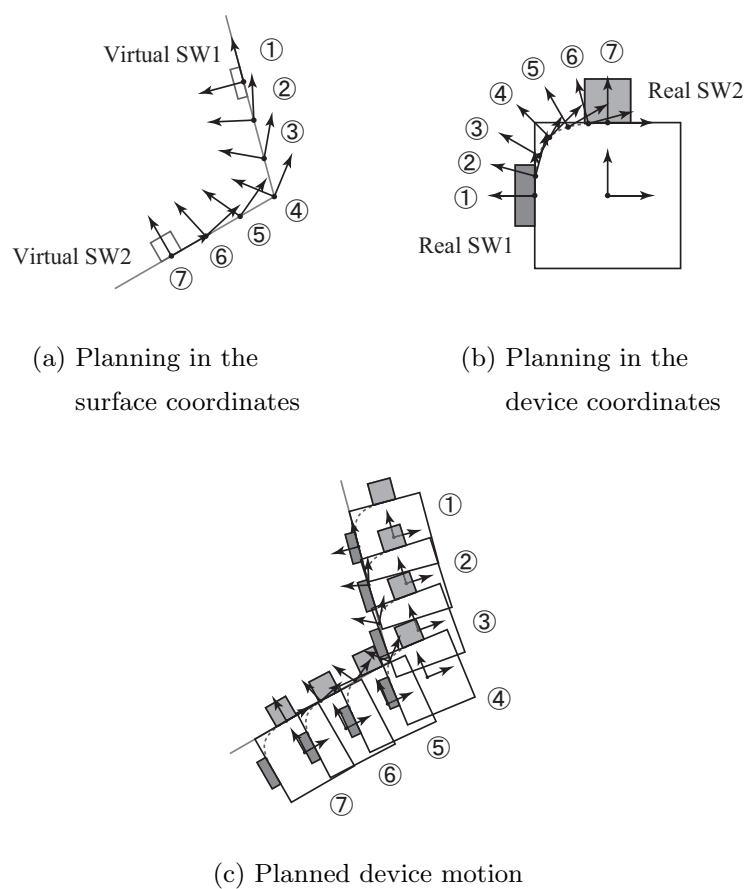 Virtual SW1
①
②
③
④
⑤
⑥
⑦
Virtual SW2
(a) Planning in the
surface coordinates
⑦
⑥
⑤
④
③
②
①
Real SW2
Real SW1
(b) Planning in the
device coordinates
①
②
③
④
⑤
⑥
⑦
(c) Planned device motion